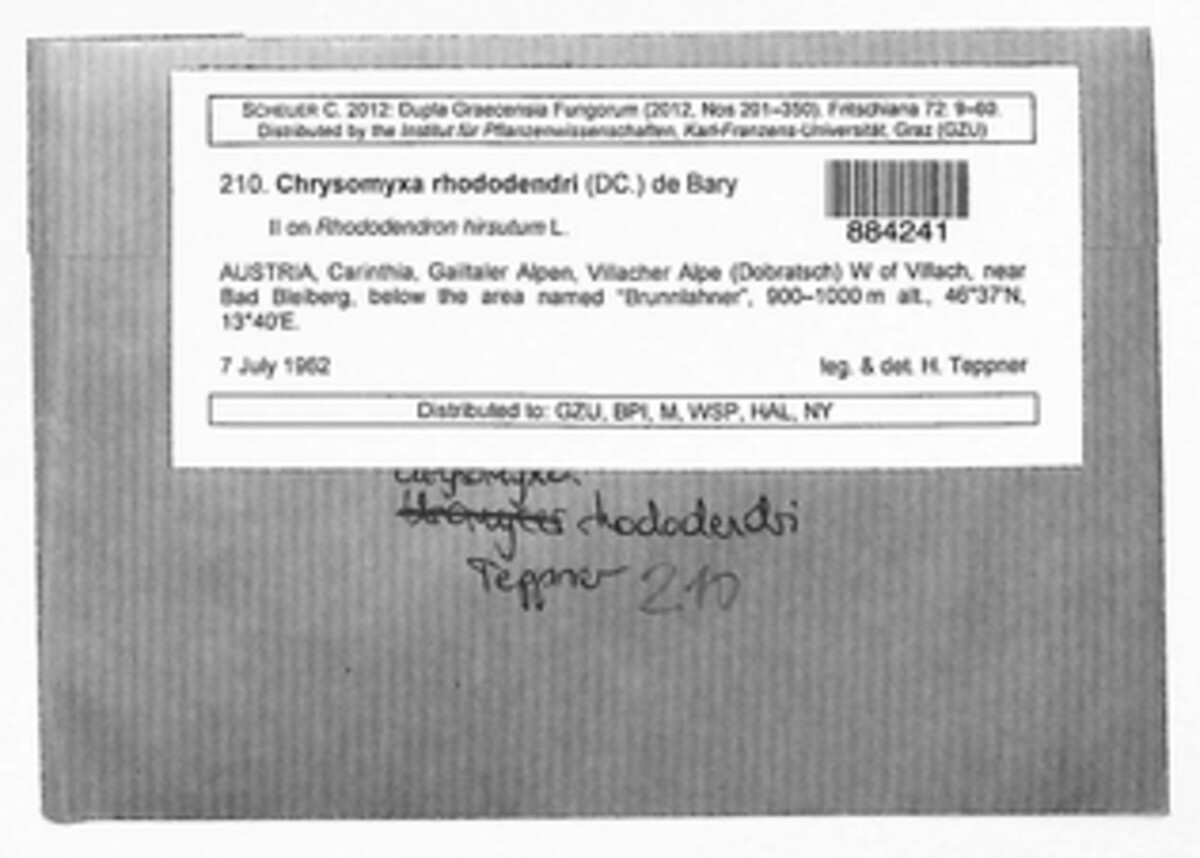 SCHEUER C. 2012: Dupla Graecensia Fungorum (2012, Nos 201–350). Fritschiana 72: 9–60.
Distributed by the Institut für Pflanzenwissenschaften, Karl-Franzens-Universität, Graz (GZU)
210. Chrysomyxa rhododendri (DC.) de Bary
II on Rhododendron hirsutum L.
884241
AUSTRIA, Carinthia, Gailtaler Alpen, Villacher Alpe (Dobratsch) W of Villach, near
Bad Bleiberg, below the area named "Brunnlahner", 900–1000 m alt., 46°37'N,
13°40'E.
7 July 1962
leg. & det. H. Teppner
Distributed to: GZU, BPI, M, WSP, HAL, NY
Chrysomyxa
rhododendri
Teppner 210